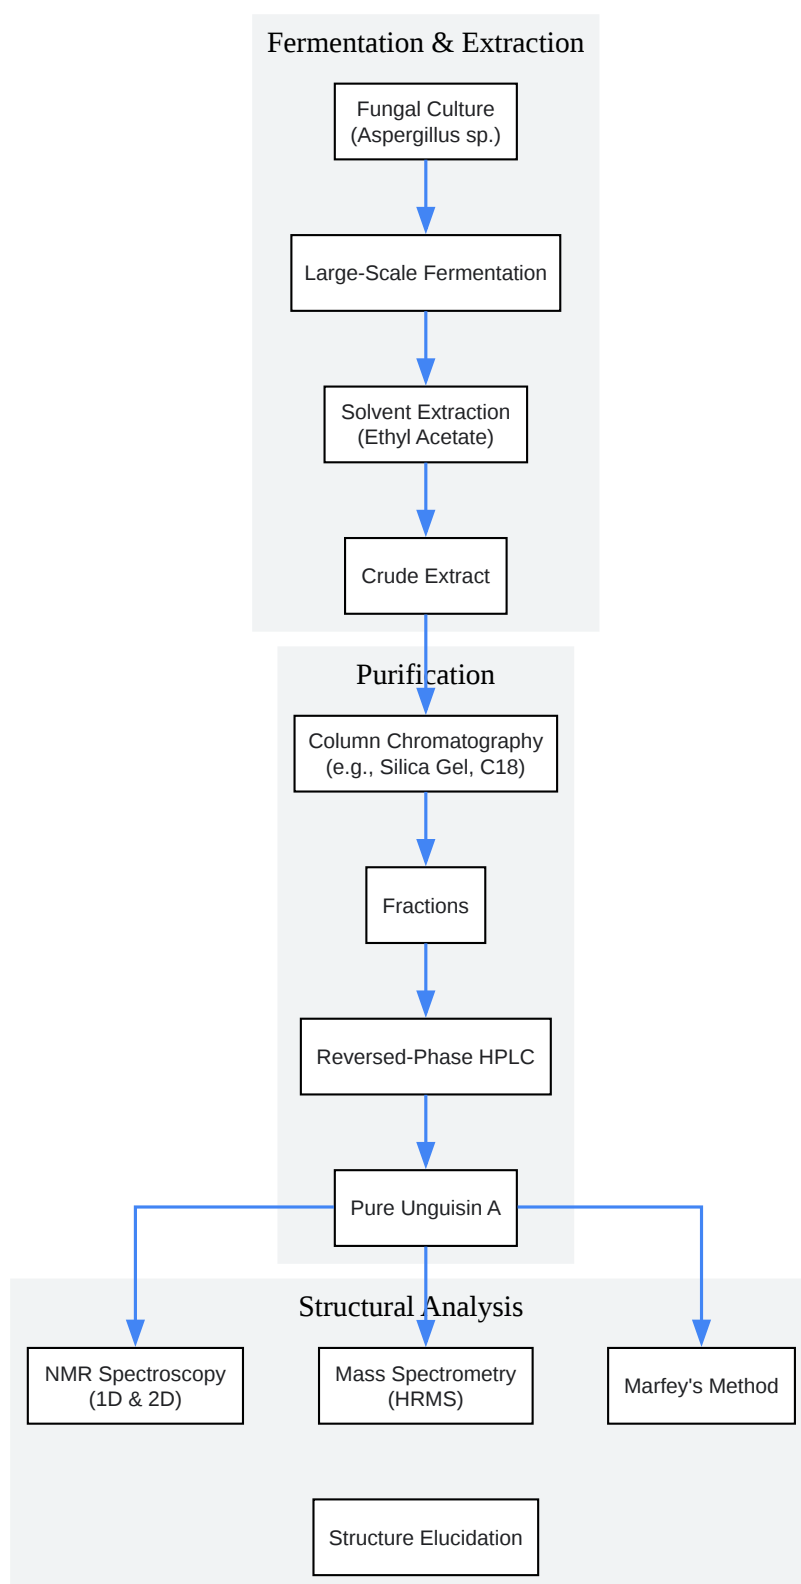 Fermentation & Extraction
Fungal Culture
(Aspergillus sp.)
Large-Scale Fermentation
Solvent Extraction
(Ethyl Acetate)
Crude Extract
Purification
Column Chromatography
(e.g., Silica Gel, C18)
Fractions
Reversed-Phase HPLC
Pure Unguisin A
Structural Analysis
NMR Spectroscopy
(1D & 2D)
Mass Spectrometry
(HRMS)
Marfey's Method
Structure Elucidation